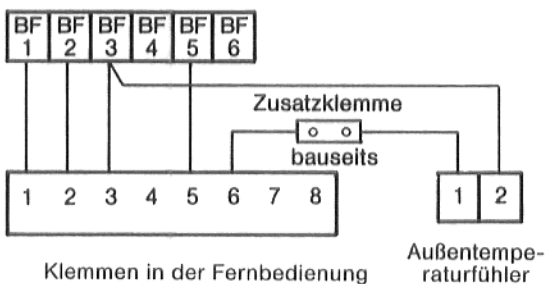 BF BF BF BF BF BF
1 2 3 4 5 6
Zusatzklemme
bauseits
1 2 3 4 5 6 7 8
1 2
Klemmen in der Fernbedienung
Außentempe-
raturfühler